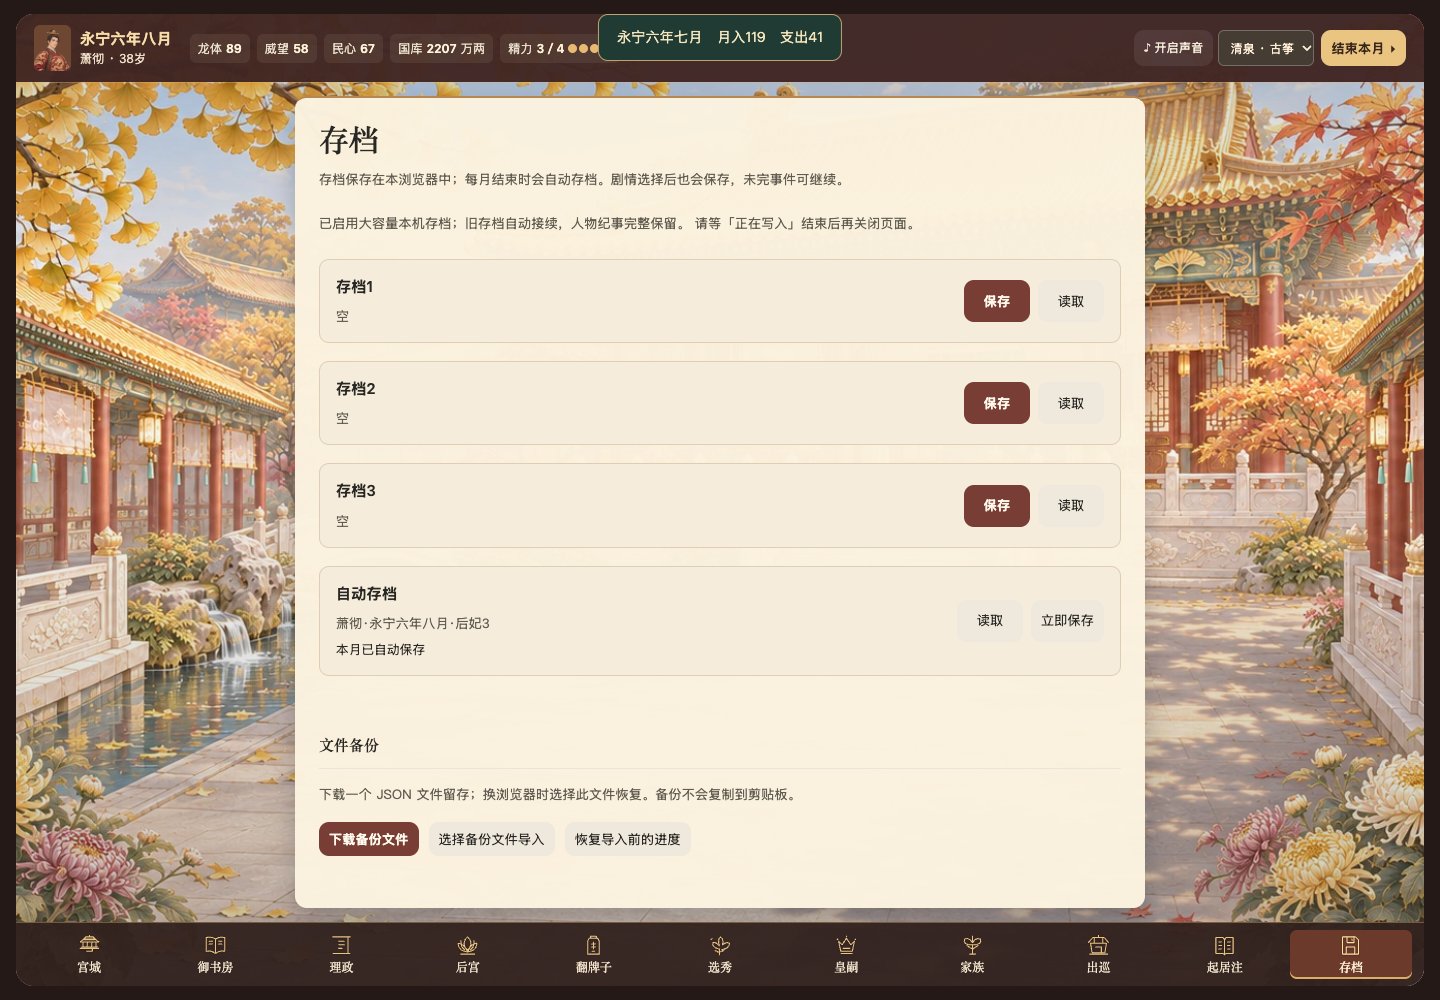 永宁六年八月
萧彻 · 38岁
龙体 89
威望 58
民心 67
国库 2207 万两
精力 3 / 4
永宁六年七月 月入119 支出41
♪ 开启声音
清泉 · 古筝
结束本月
存档
存档保存在本浏览器中；每月结束时会自动存档。剧情选择后也会保存，未完事件可继续。
已启用大容量本机存档；旧存档自动接续，人物纪事完整保留。 请等「正在写入」结束后再关闭页面。
存档1
空
保存
读取
存档2
空
保存
读取
存档3
空
保存
读取
自动存档
萧彻·永宁六年八月·后妃3
本月已自动保存
读取
立即保存
文件备份
下载一个 JSON 文件留存；换浏览器时选择此文件恢复。备份不会复制到剪贴板。
下载备份文件
选择备份文件导入
恢复导入前的进度
宫城
御书房
理政
后宫
翻牌子
选秀
皇嗣
家族
出巡
起居注
存档